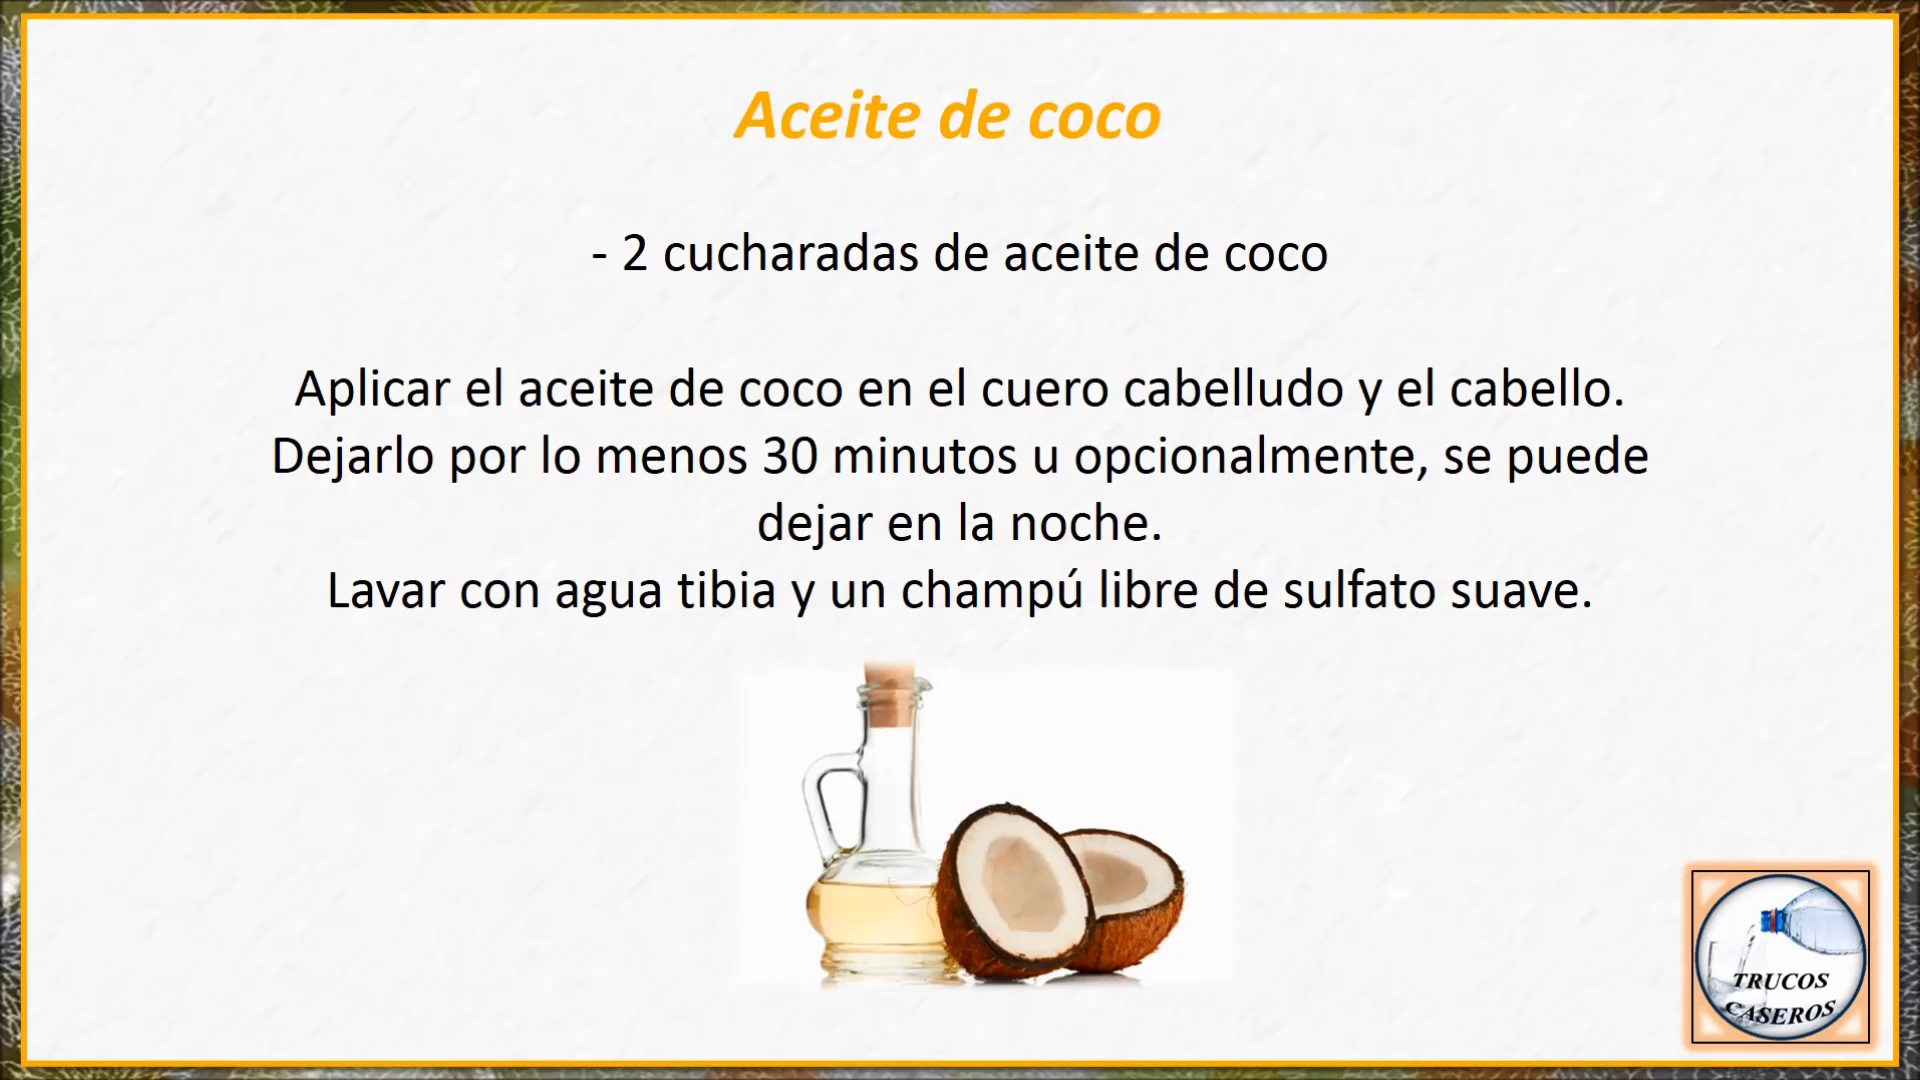 Aceite de coco
- 2 cucharadas de aceite de coco
Aplicar el aceite de coco en el cuero cabelludo y el cabello.
Dejarlo por lo menos 30 minutos u opcionalmente, se puede
dejar en la noche.
Lavar con agua tibia y un champú libre de sulfato suave.
TRUCOS
CASEROS